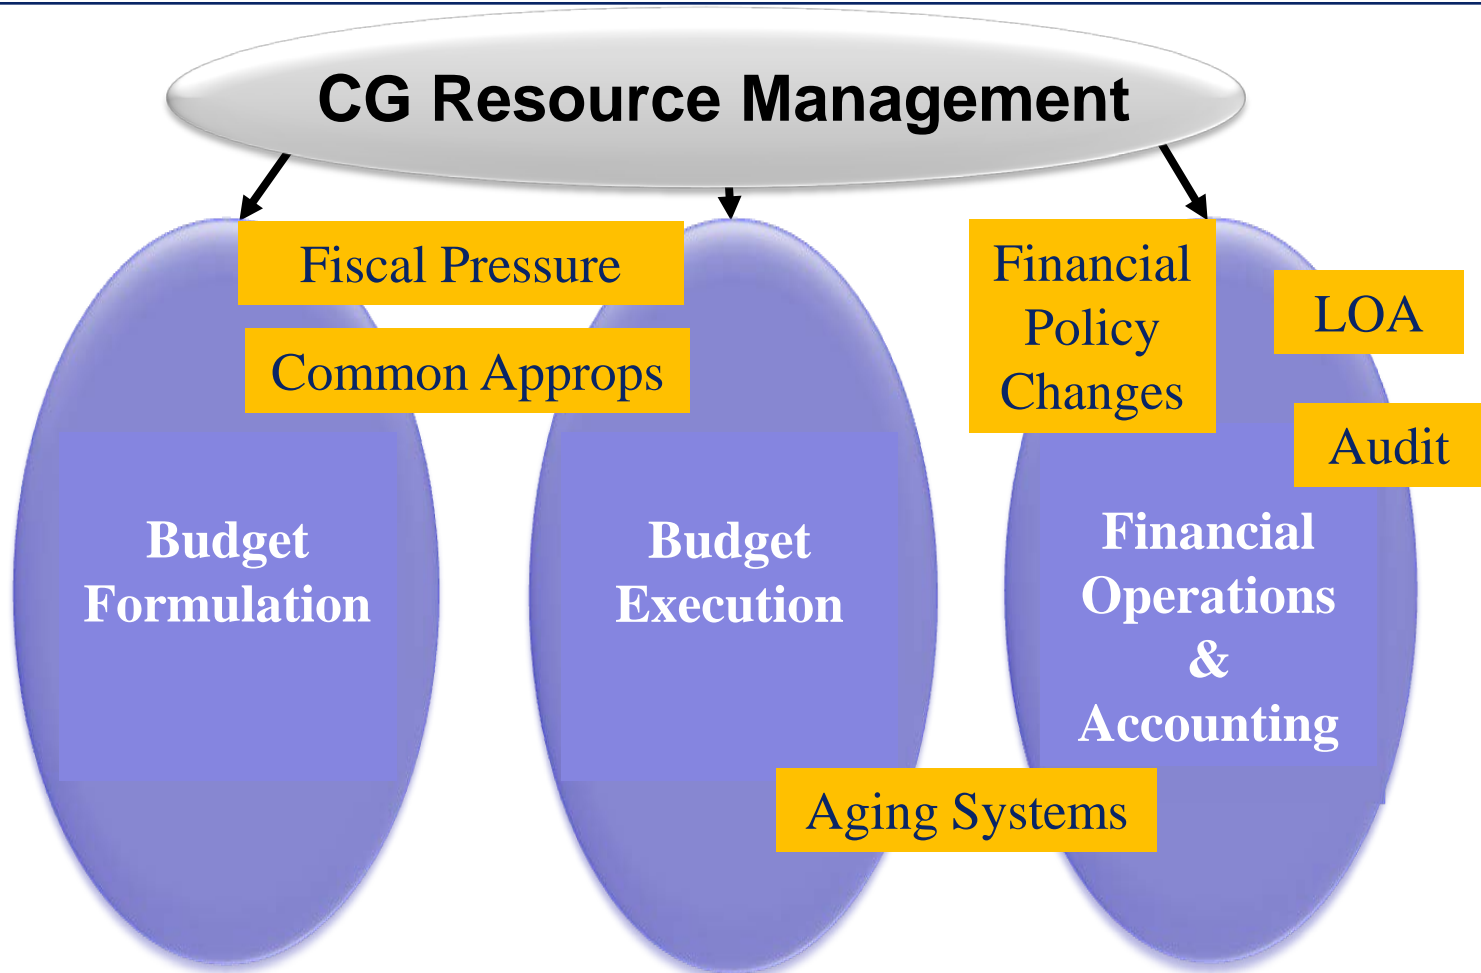 CG Resource Management
Fiscal Pressure
Common Approps
Financial
Policy
Changes
LOA
Audit
Budget
Formulation
Budget
Execution
Financial
Operations
&
Accounting
Aging Systems